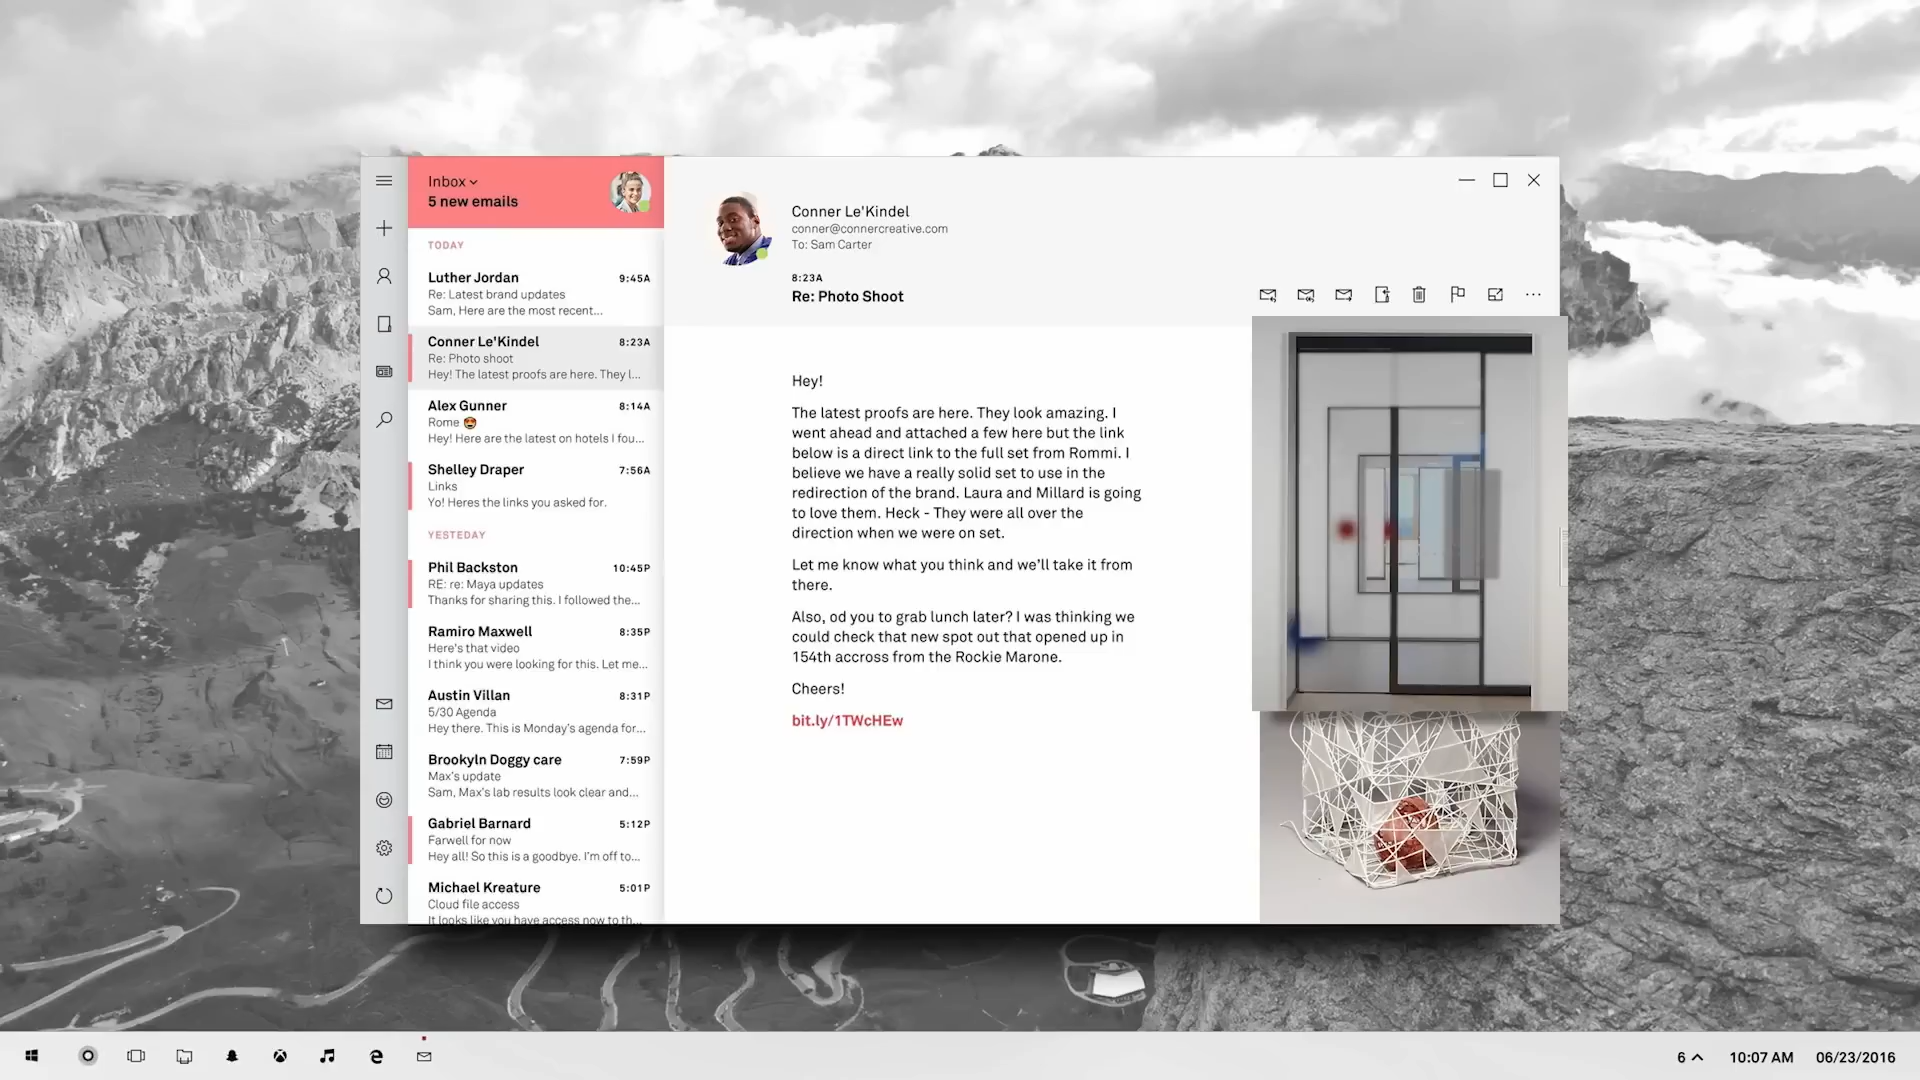 Inbox
5 new emails
TODAY
Luther Jordan 9:45A
Re: Latest brand updates
Sam, Here are the most recent...
Conner Le'Kindel 8:23A
Re: Photo shoot
Hey! The latest proofs are here. They l...
Alex Gunner 8:14A
Rome 😍
Hey! Here are the latest on hotels I fou...
Shelley Draper 7:56A
Links
Yo! Heres the links you asked for.
YESTEDAY
Phil Backston 10:45P
RE: re: Maya updates
Thanks for sharing this. I followed the...
Ramiro Maxwell 8:35P
Here's that video
I think you were looking for this. Let me...
Austin Villan 8:31P
5/30 Agenda
Hey there. This is Monday's agenda for...
Brookyln Doggy care 7:59P
Max's update
Sam, Max's lab results look clear and...
Gabriel Barnard 5:12P
Farwell for now
Hey all! So this is a goodbye. I'm off to...
Michael Kreature 5:01P
Cloud file access
It looks like you have access now to th...
Conner Le'Kindel
conner@connercreative.com
To: Sam Carter
8:23A
Re: Photo Shoot
Hey!
The latest proofs are here. They look amazing. I
went ahead and attached a few here but the link
below is a direct link to the full set from Rommi. I
believe we have a really solid set to use in the
redirection of the brand. Laura and Millard is going
to love them. Heck - They were all over the
direction when we were on set.
Let me know what you think and we'll take it from
there.
Also, od you to grab lunch later? I was thinking we
could check that new spot out that opened up in
154th accross from the Rockie Marone.
Cheers!
bit.ly/1TWcHEw
6 10:07 AM 06/23/2016